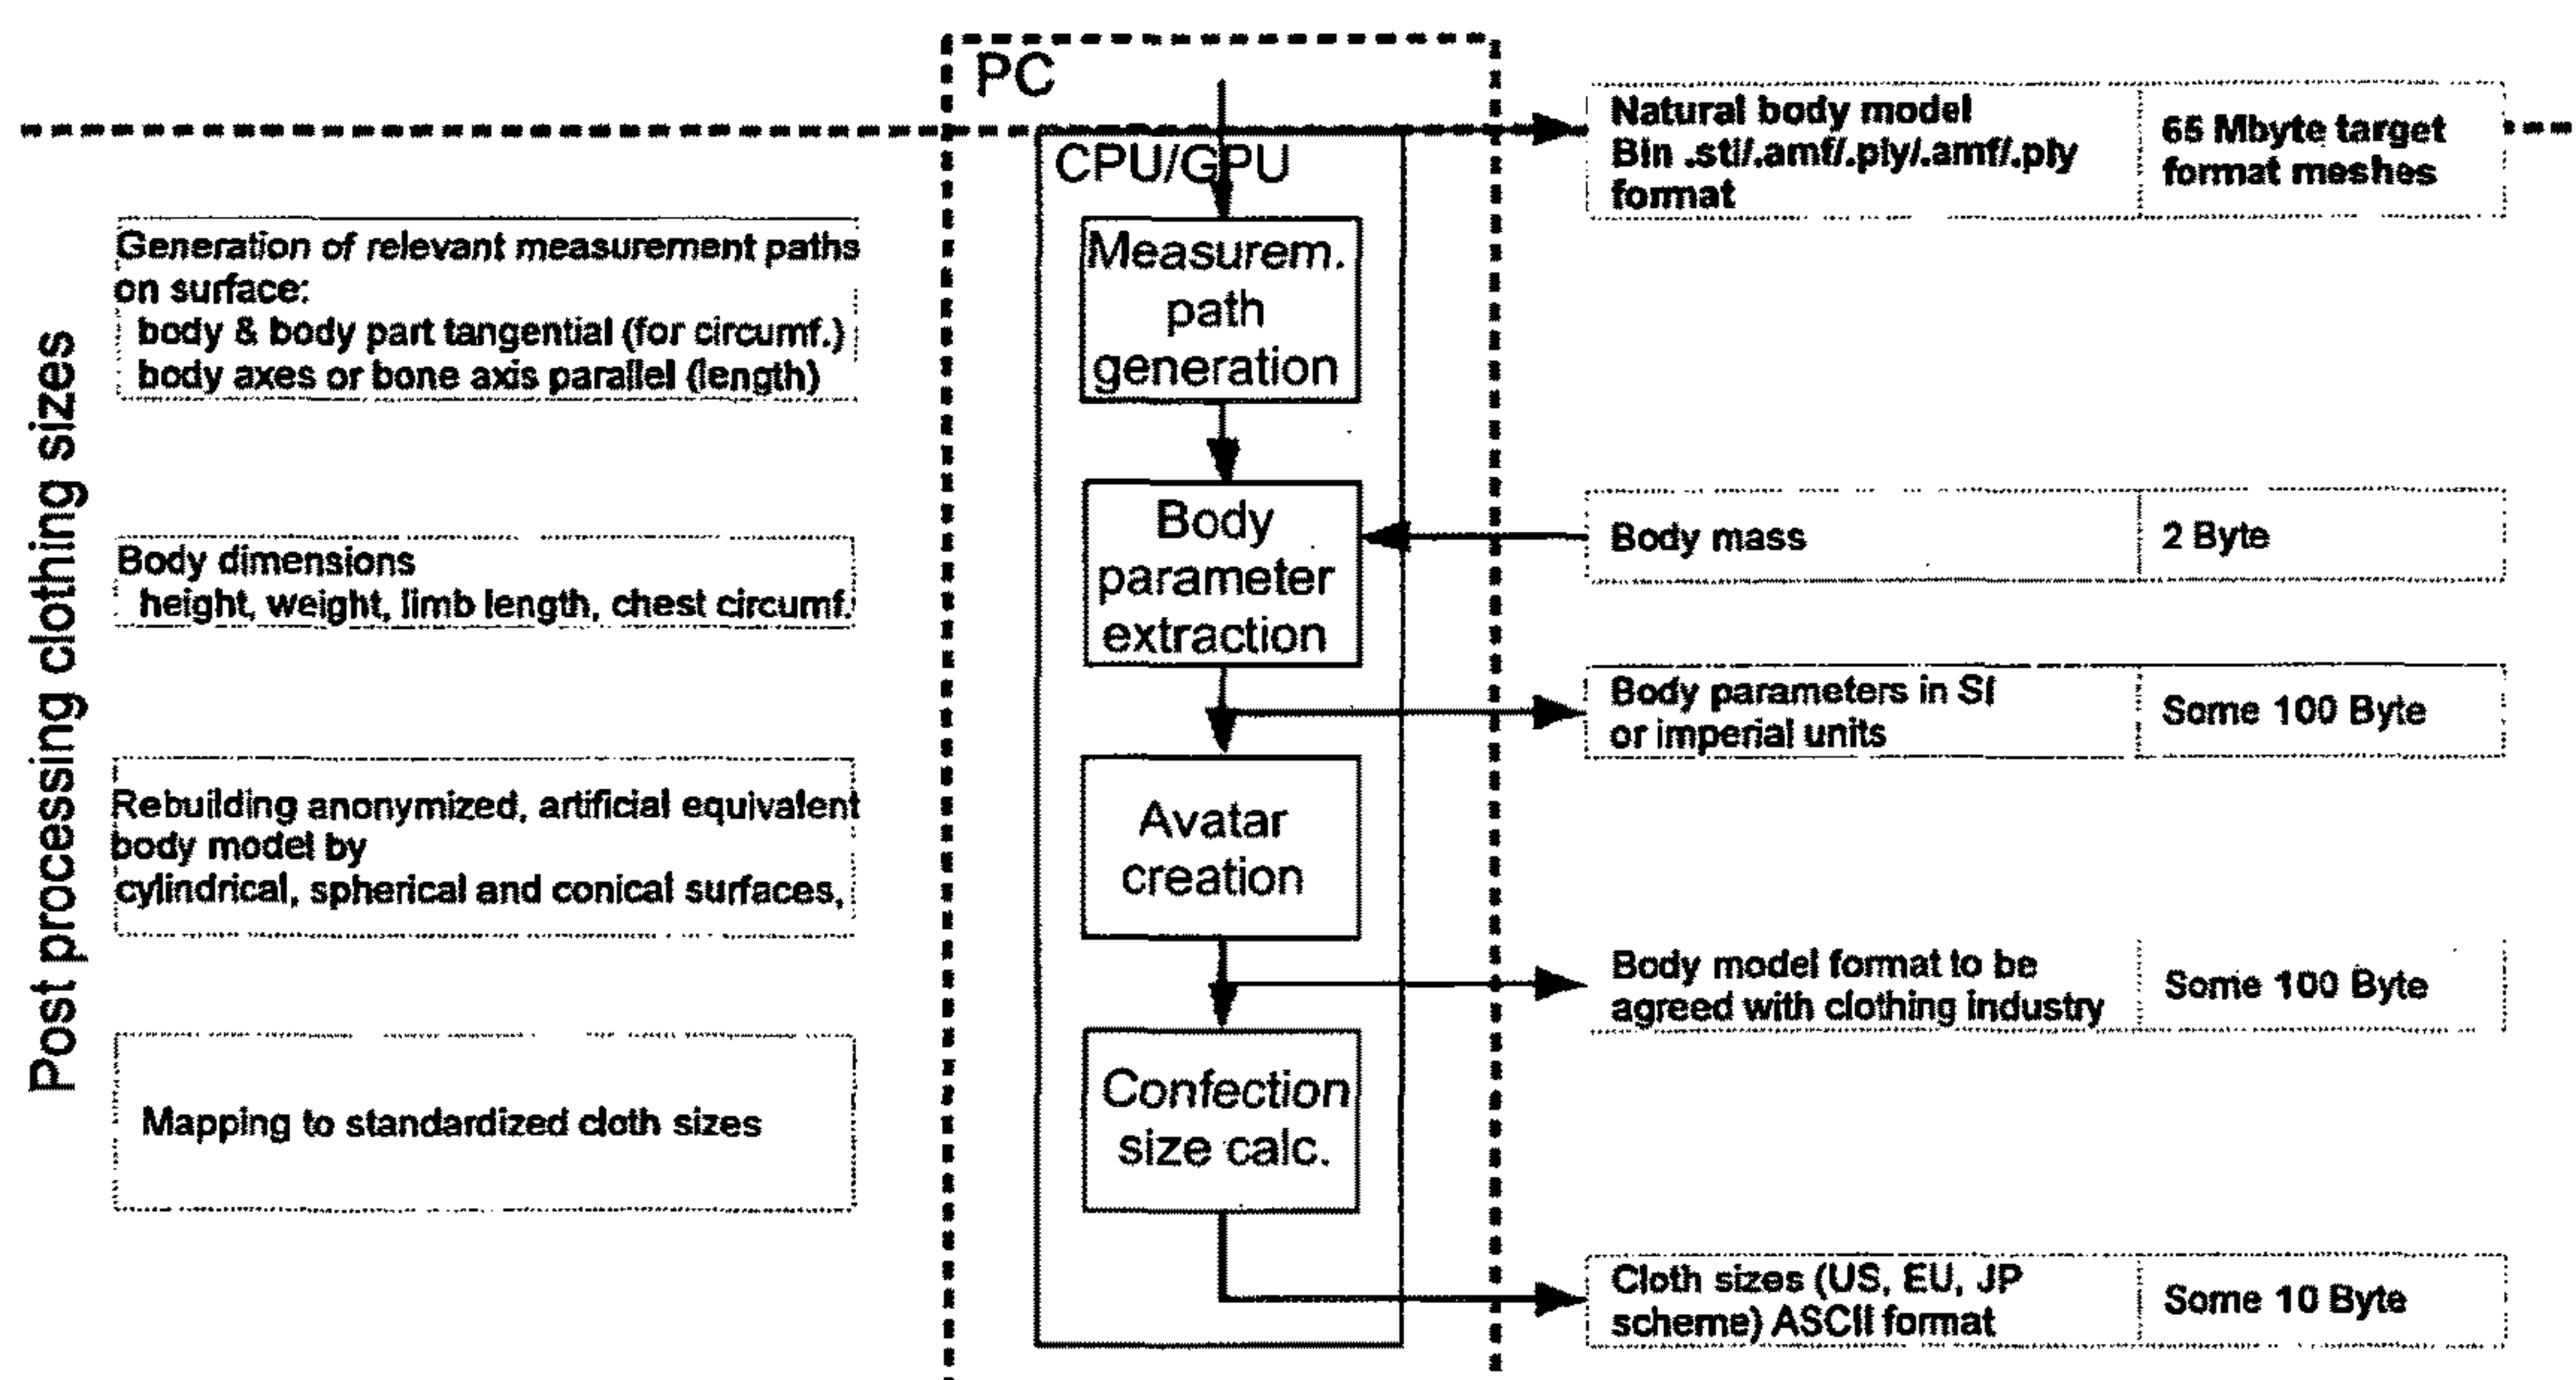 PC
CPU/GPU
Natural body model
Bin .stl/.amf/.ply/.amf/.ply
format
65 Mbyte target
format meshes
Post processing clothing sizes
Generation of relevant measurement paths
on surface:
body & body part tangential (for circumf.)
body axes or bone axis parallel (length)
Measurem.
path
generation
Body dimensions
height, weight, limb length, chest circumf.
Body
parameter
extraction
Body mass
2 Byte
Body parameters in SI
or imperial units
Some 100 Byte
Rebuilding anonymized, artificial equivalent
body model by
cylindrical, spherical and conical surfaces,
Avatar
creation
Body model format to be
agreed with clothing industry
Some 100 Byte
Mapping to standardized cloth sizes
Confection
size calc.
Cloth sizes (US, EU, JP
scheme) ASCII format
Some 10 Byte